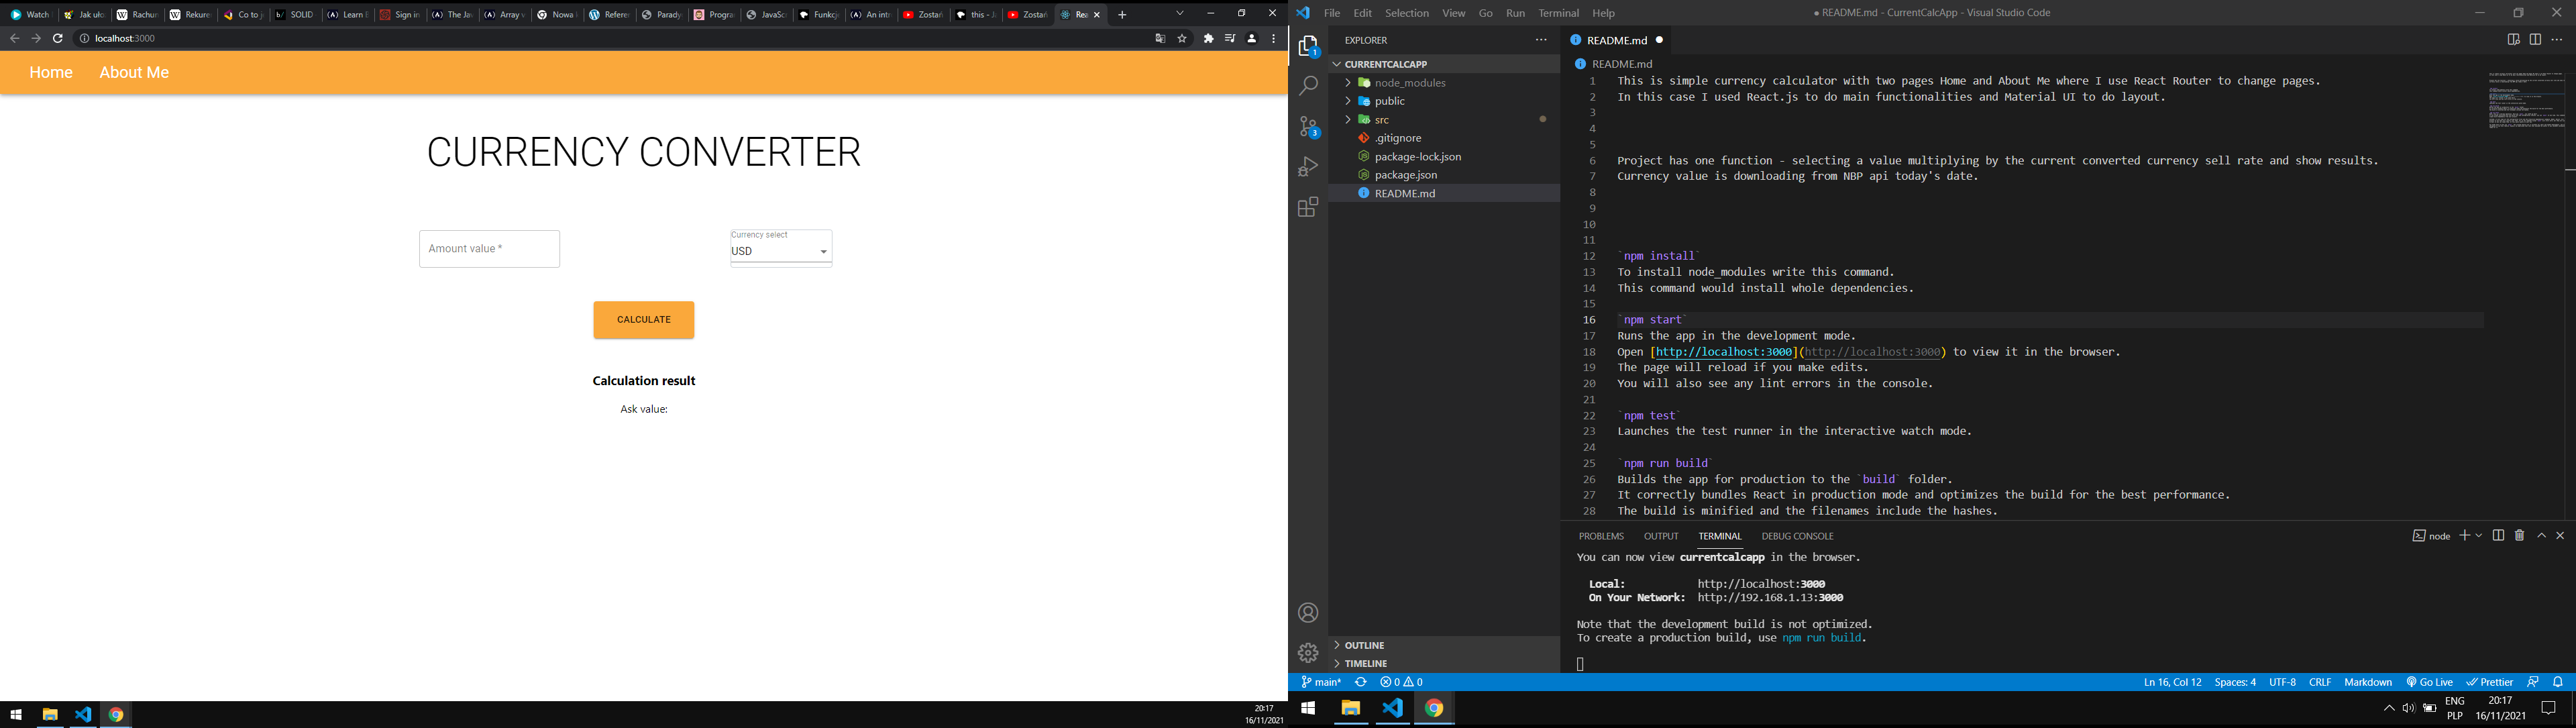 Watch
Jak uło
Rachun
Rekure
Co to j
SOLID
Learn
Sign in
The Jav
Array v
Nowa
Refere
Parady
Progra
JavaScr
Funkcj
An intr
Zostań
this - J
Zostań
Rea
localhost:3000
Home About Me
CURRENCY CONVERTER
Amount value *
Currency select
USD
CALCULATE
Calculation result
Ask value:
20:17
16/11/2021
File Edit Selection View Go Run Terminal Help
● README.md - CurrentCalcApp - Visual Studio Code
1
3
EXPLORER
CURRENTCALCAPP
node_modules
public
src
.gitignore
package-lock.json
package.json
README.md
OUTLINE
TIMELINE
README.md
README.md
1 This is simple currency calculator with two pages Home and About Me where I use React Router to change pages.
2 In this case I used React.js to do main functionalities and Material UI to do layout.
3
4
5
6 Project has one function - selecting a value multiplying by the current converted currency sell rate and show results.
7 Currency value is downloading from NBP api today's date.
8
9
10
11
12 `npm install`
13 To install node_modules write this command.
14 This command would install whole dependencies.
15
16 `npm start`
17 Runs the app in the development mode.
18 Open [http://localhost:3000](http://localhost:3000) to view it in the browser.
19 The page will reload if you make edits.
20 You will also see any lint errors in the console.
21
22 `npm test`
23 Launches the test runner in the interactive watch mode.
24
25 `npm run build`
26 Builds the app for production to the `build` folder.
27 It correctly bundles React in production mode and optimizes the build for the best performance.
28 The build is minified and the filenames include the hashes.
PROBLEMS OUTPUT TERMINAL DEBUG CONSOLE
node
You can now view currentcalcapp in the browser.
Local: http://localhost:3000
On Your Network: http://192.168.1.13:3000
Note that the development build is not optimized.
To create a production build, use npm run build.
main* 0 0
Ln 16, Col 12 Spaces: 4 UTF-8 CRLF Markdown Go Live Prettier
ENG
PLP
20:17
16/11/2021